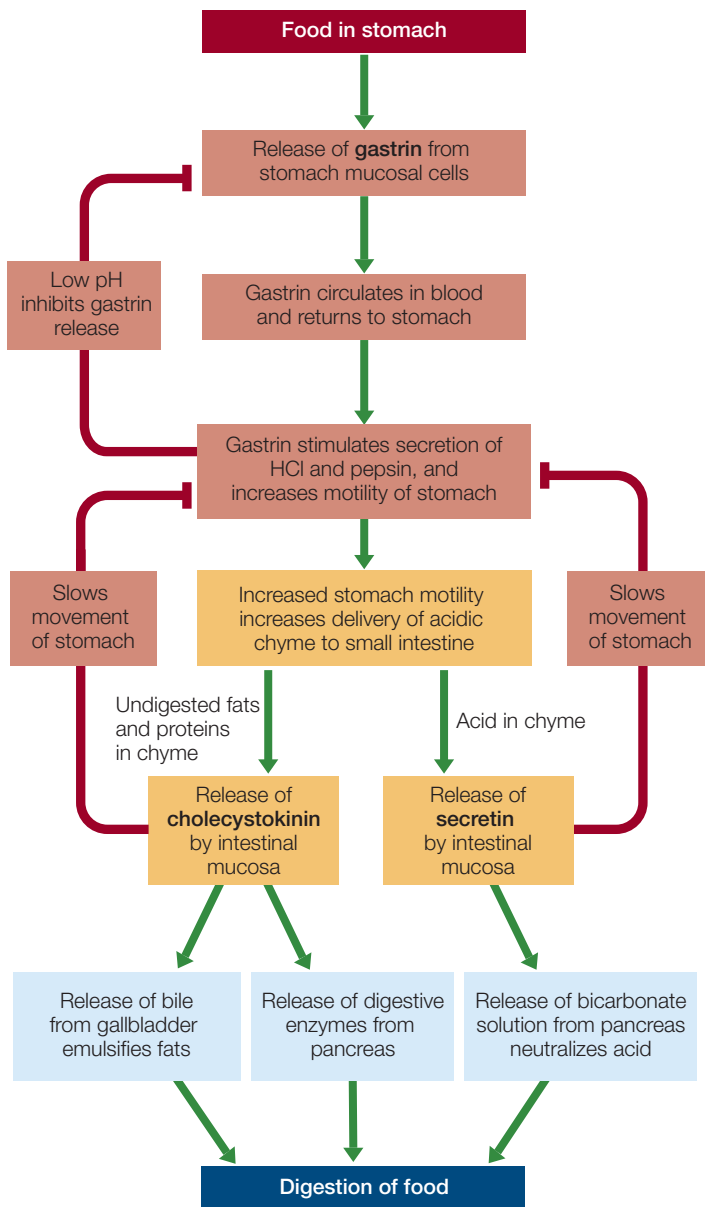 Food in stomach
Release of gastrin from
stomach mucosal cells
Low pH
inhibits gastrin
release
Gastrin circulates in blood
and returns to stomach
Gastrin stimulates secretion of
HCl and pepsin, and
increases motility of stomach
Slows
movement
of stomach
Increased stomach motility
increases delivery of acidic
chyme to small intestine
Slows
movement
of stomach
Undigested fats
and proteins
in chyme
Acid in chyme
Release of
cholecystokinin
by intestinal
mucosa
Release of
secretin
by intestinal
mucosa
Release of bile
from gallbladder
emulsifies fats
Release of digestive
enzymes from
pancreas
Release of bicarbonate
solution from pancreas
neutralizes acid
Digestion of food